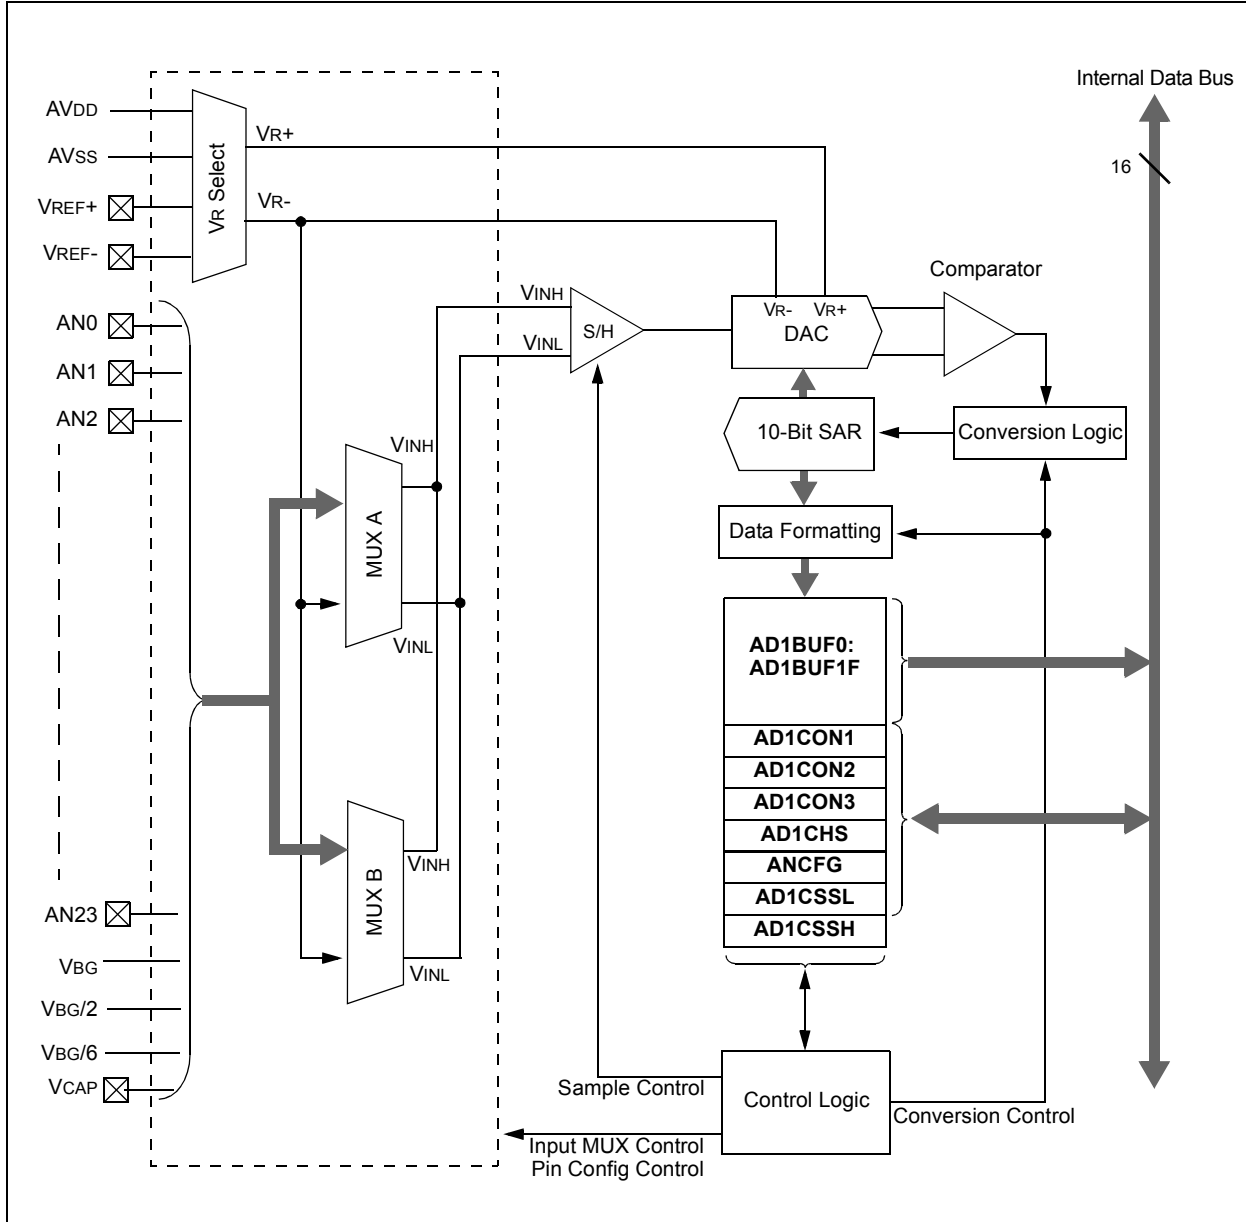 Internal Data Bus
16
AVDD
AVSS
VREF+
VREF-
VR Select
VR+
VR-
AN0
AN1
AN2
AN23
VBG
VBG/2
VBG/6
VCAP
MUX A
VINH
VINL
MUX B
VINH
VINL
VINH
VINL
S/H
VR- VR+
DAC
Comparator
10-Bit SAR
Conversion Logic
Data Formatting
AD1BUF0:
AD1BUF1F
AD1CON1
AD1CON2
AD1CON3
AD1CHS
ANCFG
AD1CSSL
AD1CSSH
Control Logic
Sample Control
Conversion Control
Input MUX Control
Pin Config Control